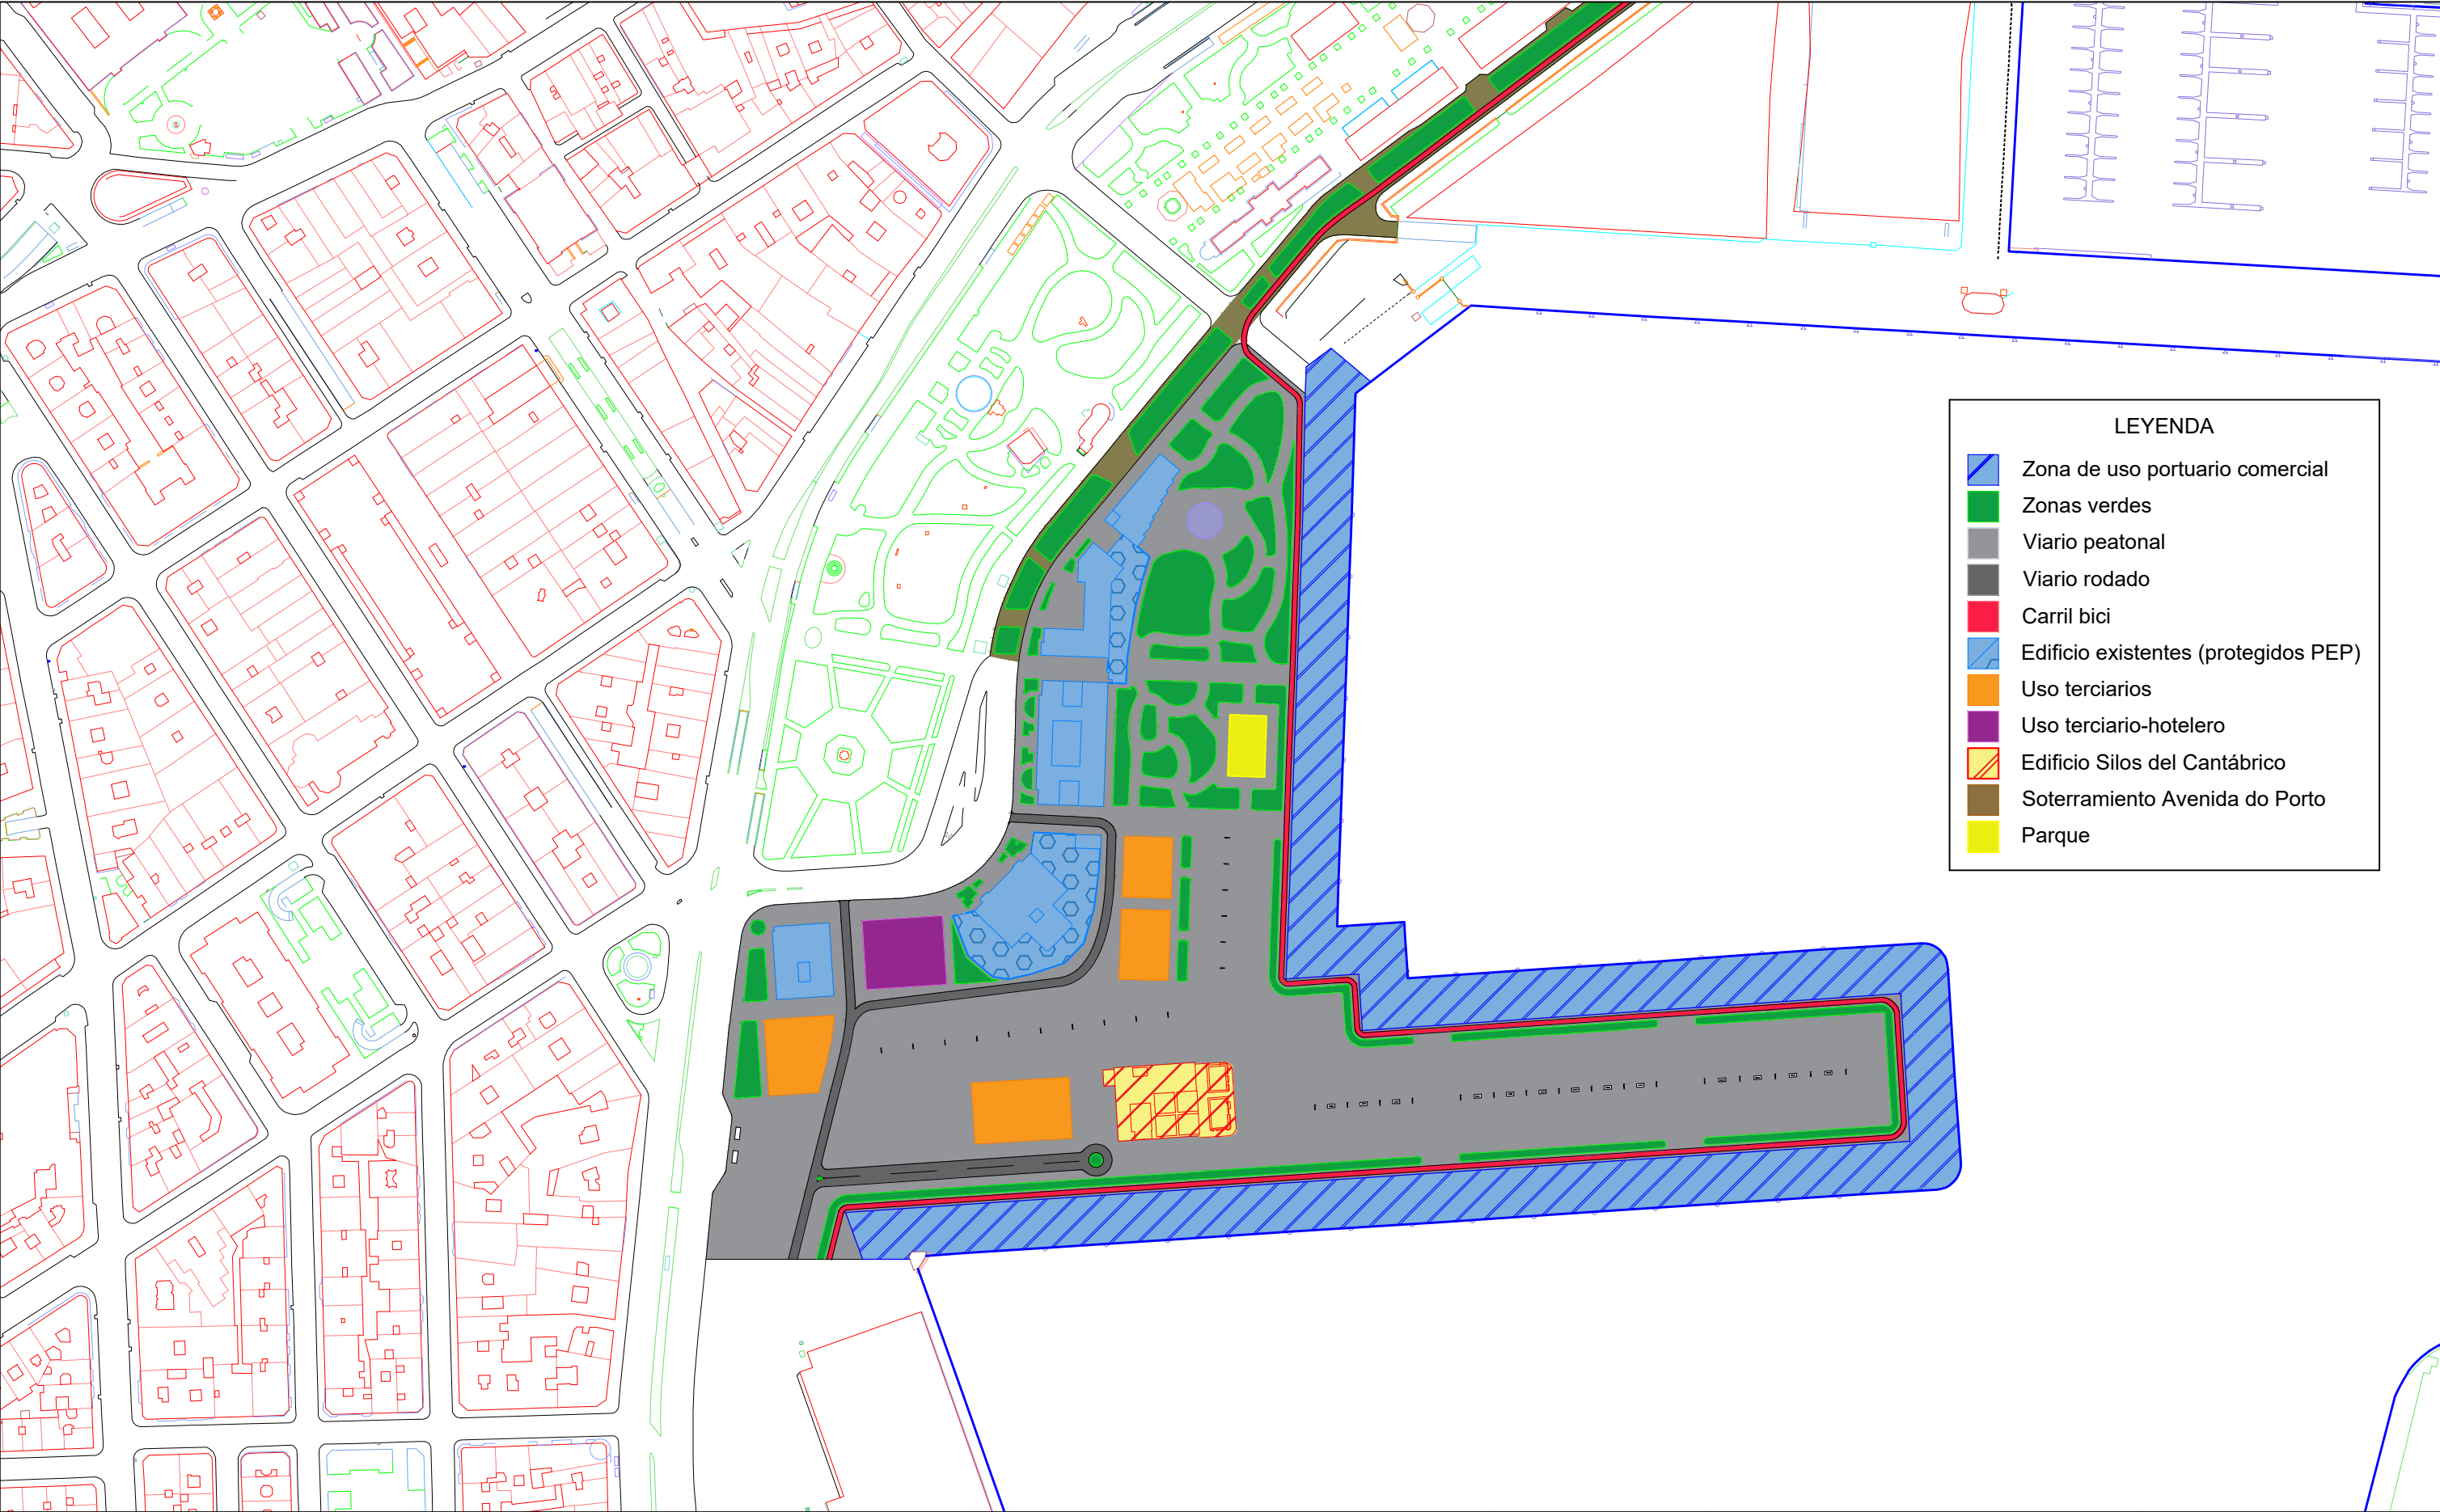 LEYENDA
Zona de uso portuario comercial
Zonas verdes
Viario peatonal
Viario rodado
Carril bici
Edificio existentes (protegidos PEP)
Uso terciarios
Uso terciario-hotelero
Edificio Silos del Cantábrico
Soterramiento Avenida do Porto
Parque